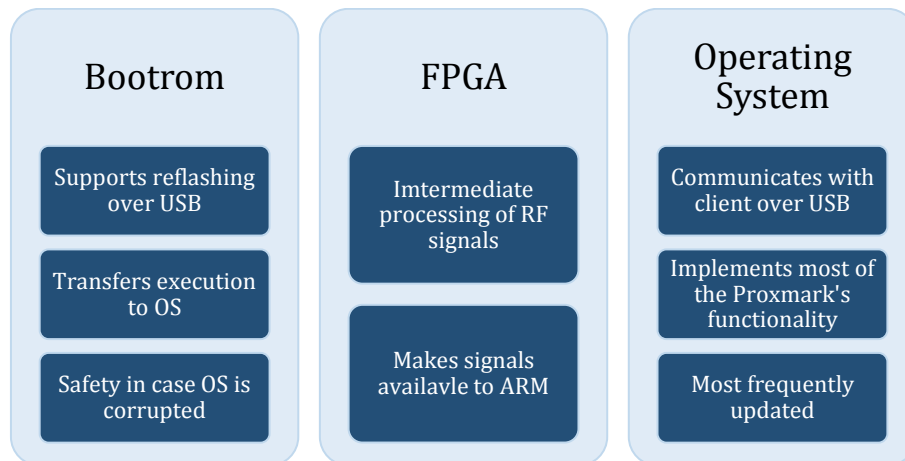 Bootrom
Supports reflashing
over USB
Transfers execution
to OS
Safety in case OS is
corrupted
FPGA
Imtermediate
processing of RF
signals
Makes signals
availavle to ARM
Operating
System
Communicates with
client over USB
Implements most of
the Proxmark's
functionality
Most frequently
updated